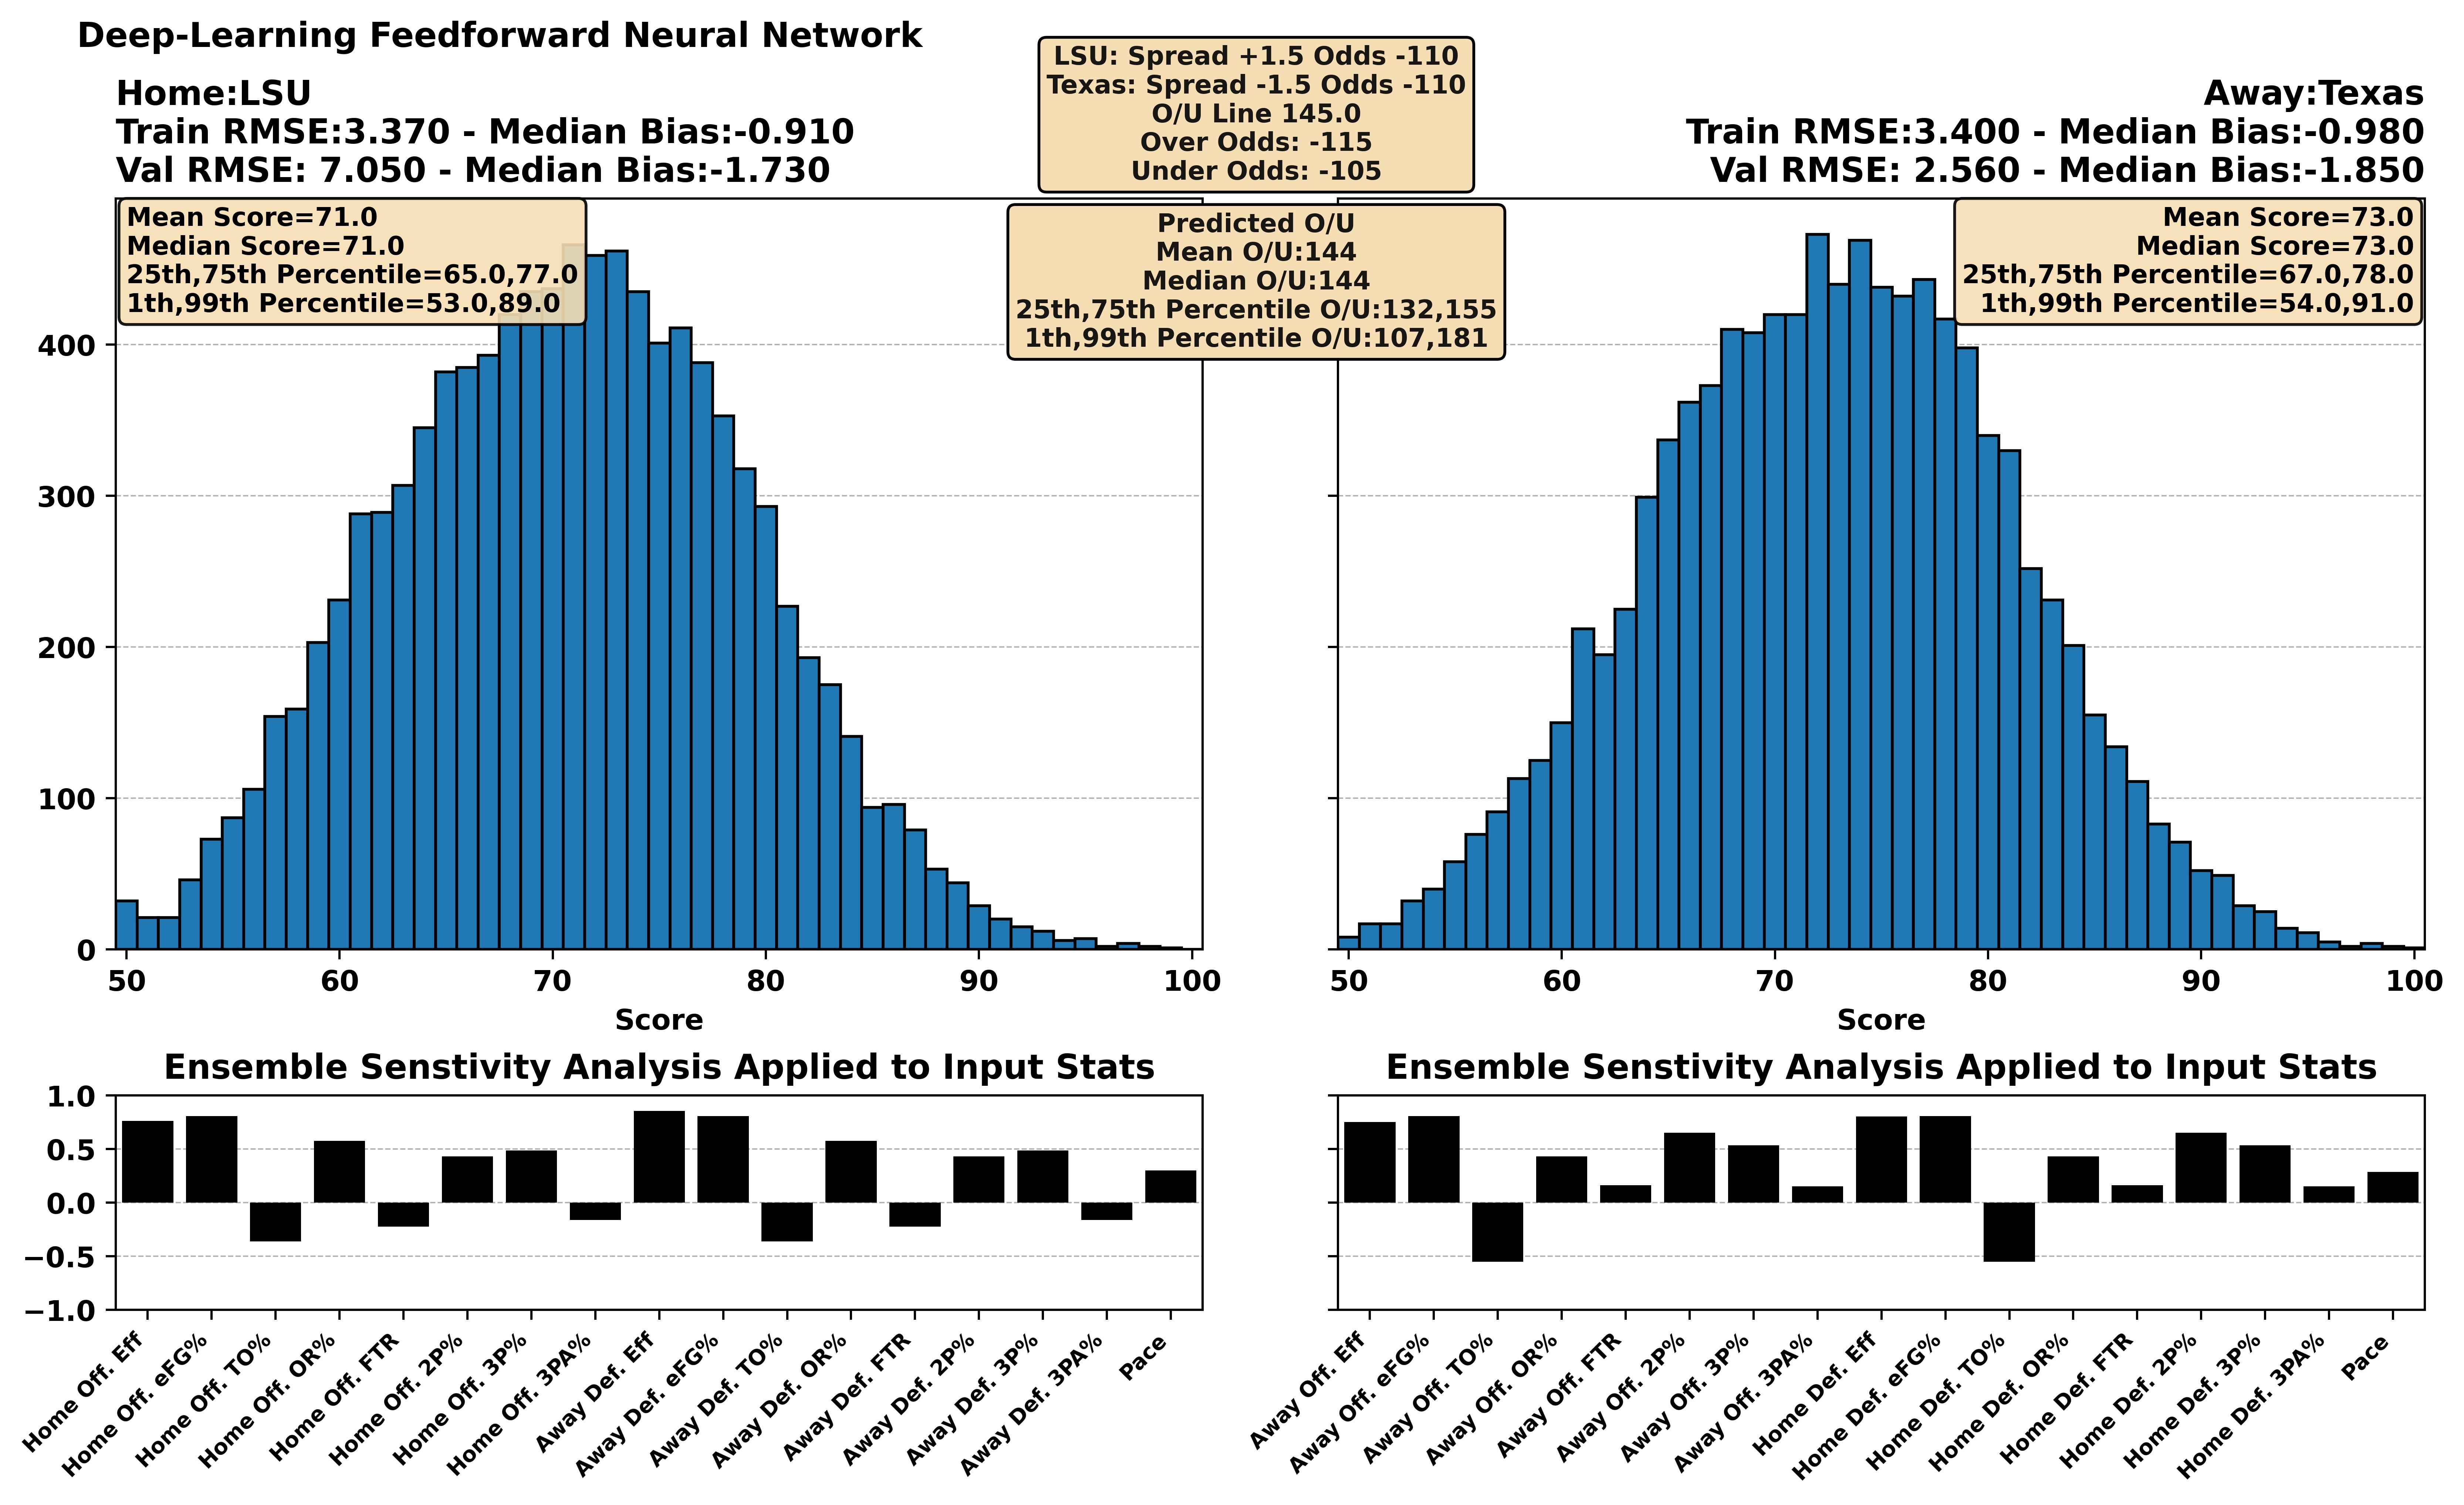 Deep-Learning Feedforward Neural Network
Home:LSU
Train RMSE:3.370 - Median Bias:-0.910
Val RMSE: 7.050 - Median Bias:-1.730
LSU: Spread +1.5 Odds -110
Texas: Spread -1.5 Odds -110
O/U Line 145.0
Over Odds: -115
Under Odds: -105
Away:Texas
Train RMSE:3.400 - Median Bias:-0.980
Val RMSE: 2.560 - Median Bias:-1.850
Mean Score=71.0
Median Score=71.0
25th,75th Percentile=65.0,77.0
1th,99th Percentile=53.0,89.0
Predicted O/U
Mean O/U:144
Median O/U:144
25th,75th Percentile O/U:132,155
1th,99th Percentile O/U:107,181
Mean Score=73.0
Median Score=73.0
25th,75th Percentile=67.0,78.0
1th,99th Percentile=54.0,91.0
400
300
200
100
0
50 60 70 80 90 100
Score
50 60 70 80 90 100
Score
Ensemble Senstivity Analysis Applied to Input Stats
1.0
0.5
0.0
−0.5
−1.0
Home Off. Eff
Home Off. eFG%
Home Off. TO%
Home Off. OR%
Home Off. FTR
Home Off. 2P%
Home Off. 3P%
Home Off. 3PA%
Away Def. Eff
Away Def. eFG%
Away Def. TO%
Away Def. OR%
Away Def. FTR
Away Def. 2P%
Away Def. 3P%
Away Def. 3PA%
Pace
Ensemble Senstivity Analysis Applied to Input Stats
Away Off. Eff
Away Off. eFG%
Away Off. TO%
Away Off. OR%
Away Off. FTR
Away Off. 2P%
Away Off. 3P%
Away Off. 3PA%
Home Def. Eff
Home Def. eFG%
Home Def. TO%
Home Def. OR%
Home Def. FTR
Home Def. 2P%
Home Def. 3P%
Home Def. 3PA%
Pace